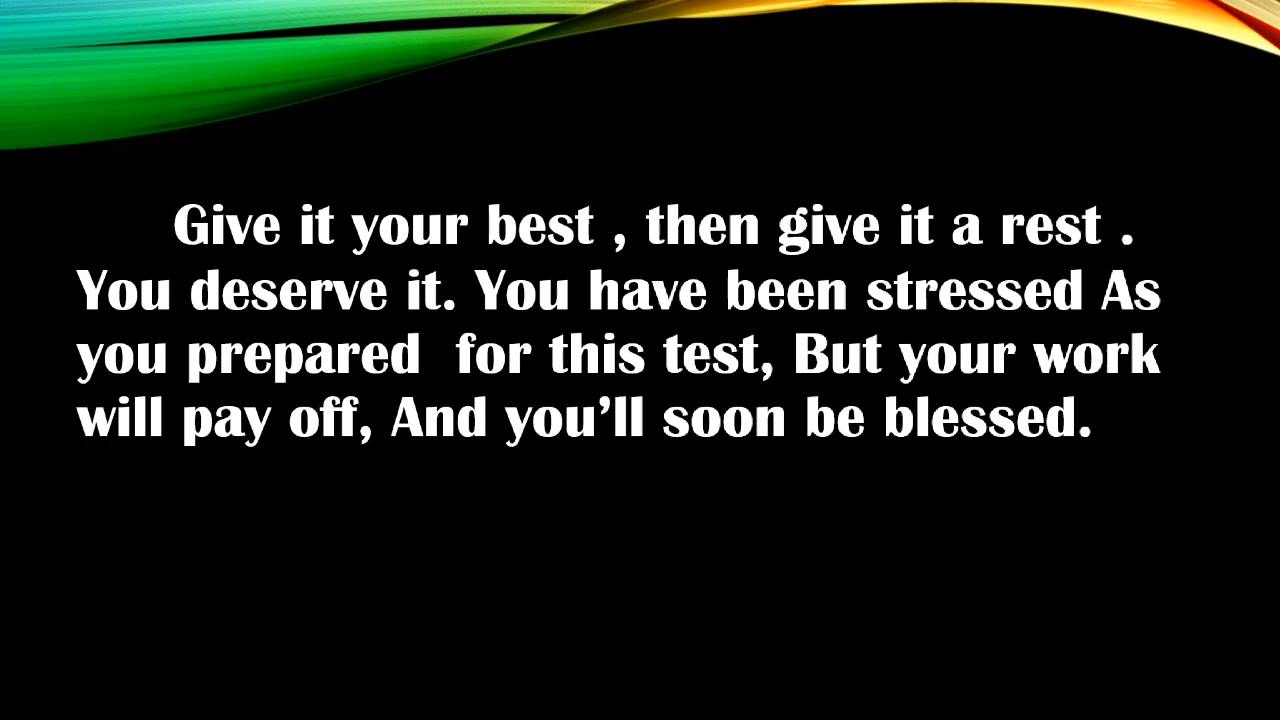 Give it your best , then give it a rest .
You deserve it. You have been stressed As
you prepared  for this test, But your work
will pay off, And you’ll soon be blessed.